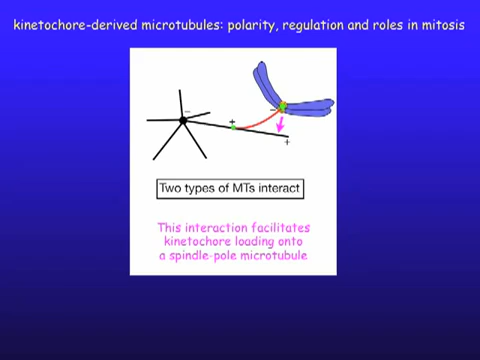 kinetochore-derived microtubules: polarity, regulation and roles in mitosis
−
+
−
+
Two types of MTs interact
This interaction facilitates
kinetochore loading onto
a spindle-pole microtubule